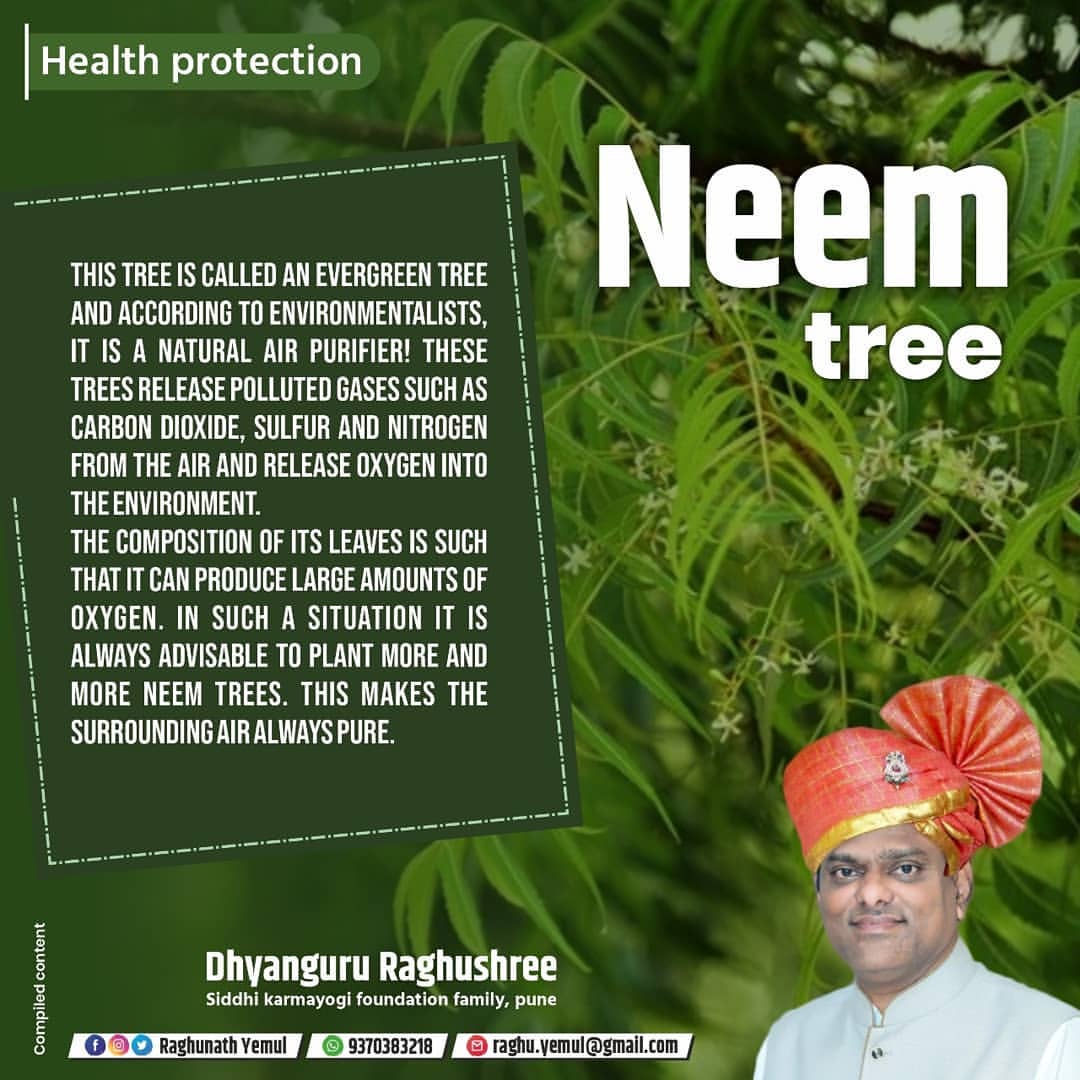 Health protection
Neem
tree
THIS TREE IS CALLED AN EVERGREEN TREE
AND ACCORDING TO ENVIRONMENTALISTS,
IT IS A NATURAL AIR PURIFIER! THESE
TREES RELEASE POLLUTED GASES SUCH AS
CARBON DIOXIDE, SULFUR AND NITROGEN
FROM THE AIR AND RELEASE OXYGEN INTO
THE ENVIRONMENT.
THE COMPOSITION OF ITS LEAVES IS SUCH
THAT IT CAN PRODUCE LARGE AMOUNTS OF
OXYGEN. IN SUCH A SITUATION IT IS
ALWAYS ADVISABLE TO PLANT MORE AND
MORE NEEM TREES. THIS MAKES THE
SURROUNDING AIR ALWAYS PURE.
Compiled content
Dhyanguru Raghushree
Siddhi karmayogi foundation family, pune
Raghunath Yemul 9370383218 raghu.yemul@gmail.com